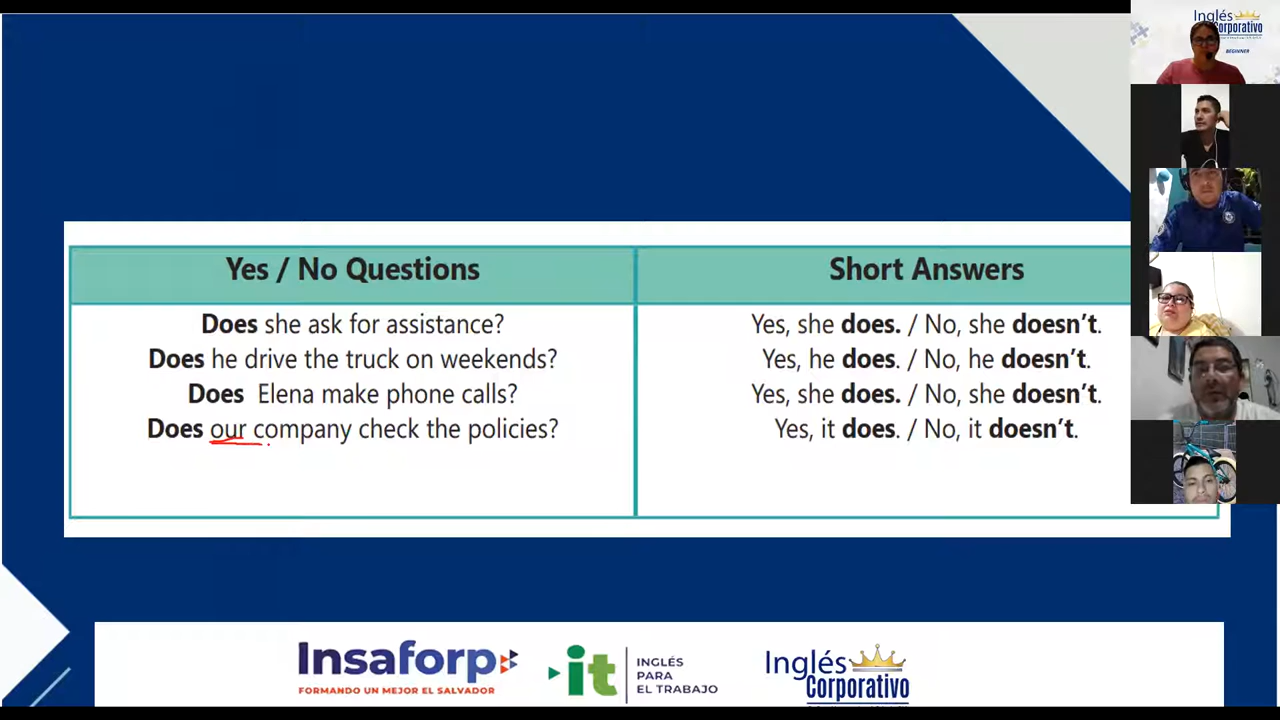 Inglés
Corporativo
BEGINNER
Yes / No Questions
Short Answers
Does she ask for assistance?
Yes, she does. / No, she doesn't.
Does he drive the truck on weekends?
Yes, he does. / No, he doesn't.
Does Elena make phone calls?
Yes, she does. / No, she doesn't.
Does our company check the policies?
Yes, it does. / No, it doesn't.
Insaforp
FORMANDO UN MEJOR EL SALVADOR
it
INGLÉS
PARA
EL TRABAJO
Inglés
Corporativo